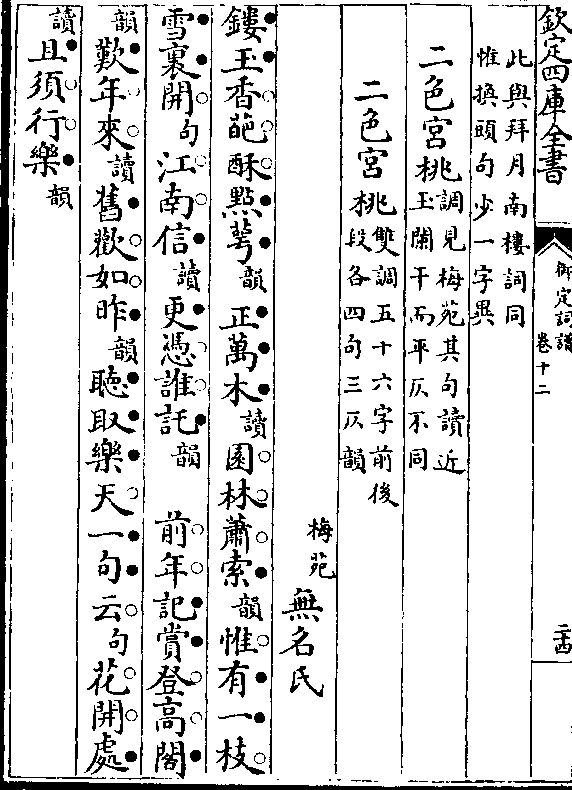 欽定四庫全書
御定詞譜
卷十二
二十四
此與拜月南樓詞同
惟換頭句少一字異
二色宮桃調見梅苑其句讀近
玉闌干而平仄不同
二色宮桃雙調五十六字前後
段各四句三仄韻
梅苑無名氏
鏤玉香葩酥點萼韻正萬木讀園林蕭索韻惟有一枝
雪裏開句江南信讀更憑誰託韻前年記賞登高閣
韻歎年來讀舊歡如昨韻聽取樂天一句云句花開處
讀且須行樂韻